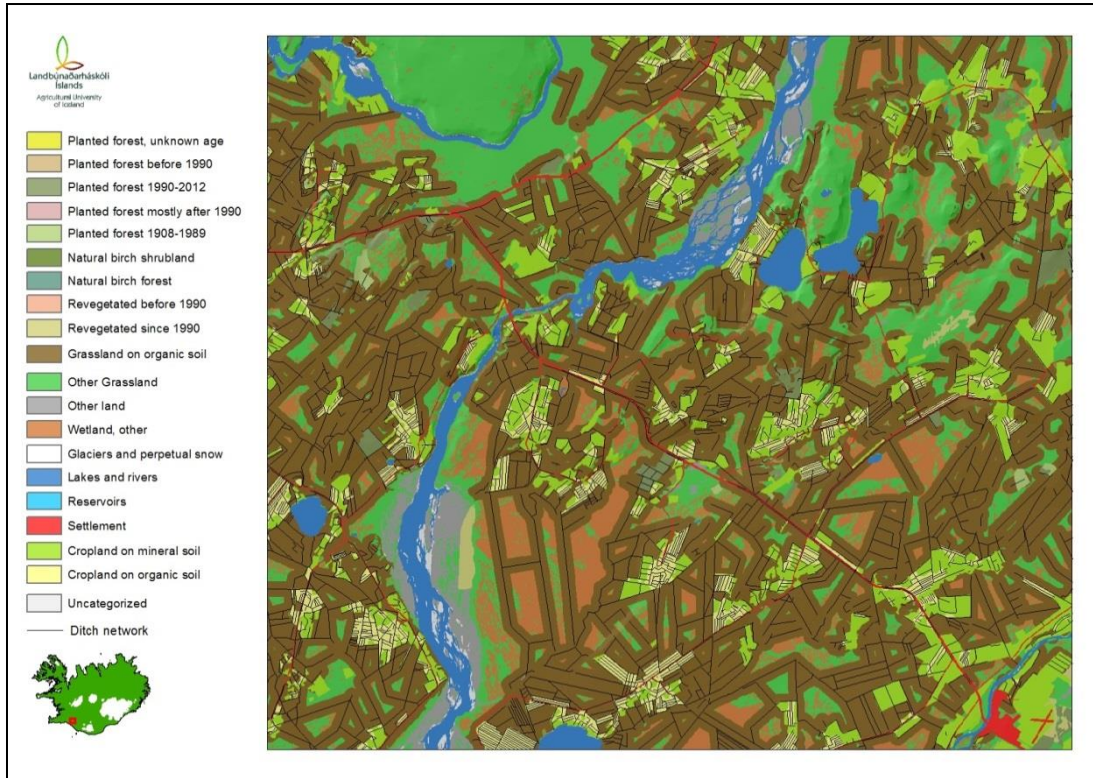 Landbúnaðarháskóli
Íslands
Agricultural University
of Iceland
Planted forest, unknown age
Planted forest before 1990
Planted forest 1990-2012
Planted forest mostly after 1990
Planted forest 1908-1989
Natural birch shrubland
Natural birch forest
Revegetated before 1990
Revegetated since 1990
Grassland on organic soil
Other Grassland
Other land
Wetland, other
Glaciers and perpetual snow
Lakes and rivers
Reservoirs
Settlement
Cropland on mineral soil
Cropland on organic soil
Uncategorized
Ditch network